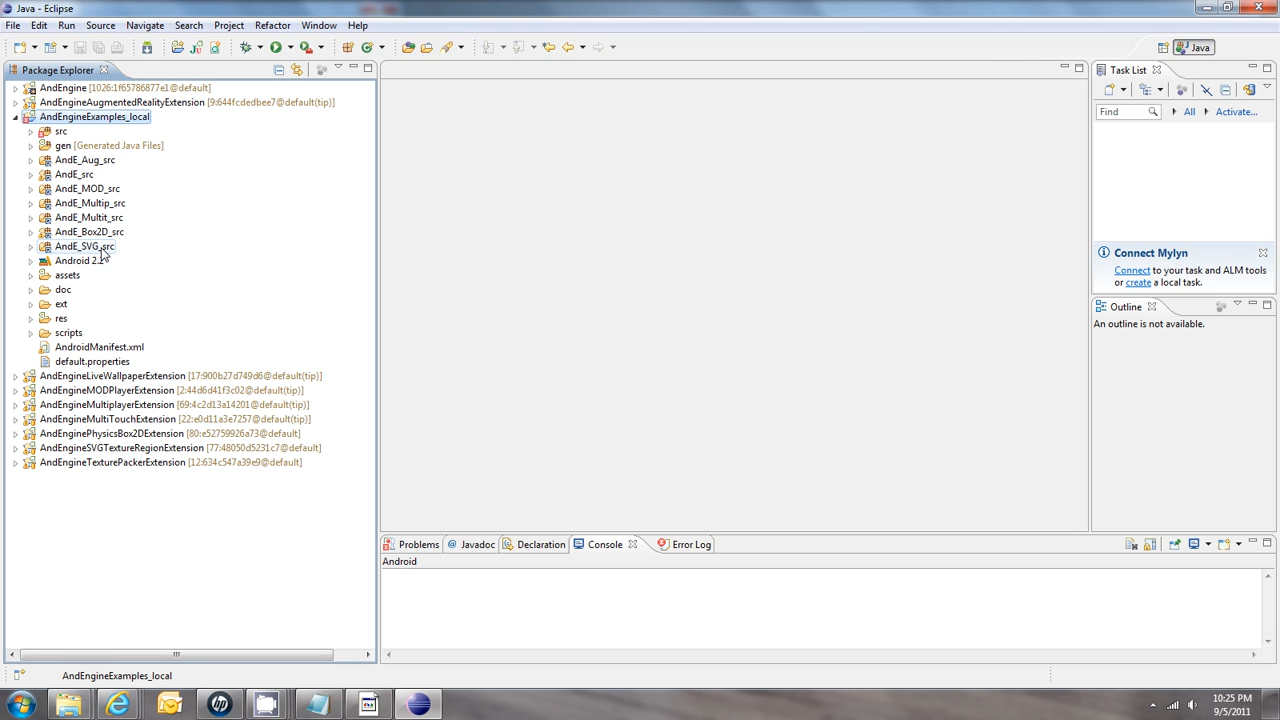 Java - Eclipse
File Edit Run Source Navigate Search Project Refactor Window Help
Java
Package Explorer
AndEngine [1026:1f65786877e1@default]
AndEngineAugmentedRealityExtension [9:644fcdedbee7@default(tip)]
AndEngineExamples_local
src
gen [Generated Java Files]
AndE_Aug_src
AndE_src
AndE_MOD_src
AndE_Multip_src
AndE_Multit_src
AndE_Box2D_src
AndE_SVG_src
Android 2.2
assets
doc
ext
res
scripts
AndroidManifest.xml
default.properties
AndEngineLiveWallpaperExtension [17:900b27d749d6@default(tip)]
AndEngineMODPlayerExtension [2:44d6d41f3c02@default(tip)]
AndEngineMultiplayerExtension [69:4c2d13a14201@default(tip)]
AndEngineMultiTouchExtension [22:e0d11a3e7257@default(tip)]
AndEnginePhysicsBox2DExtension [80:e52759926a73@default]
AndEngineSVGTextureRegionExtension [77:48050d5231c7@default]
AndEngineTexturePackerExtension [12:634c547a39e9@default]
Task List
Find All Activate...
Connect Mylyn
Connect to your task and ALM tools
or create a local task.
Outline
An outline is not available.
Problems Javadoc Declaration Console Error Log
Android
AndEngineExamples_local
10:25 PM
9/5/2011